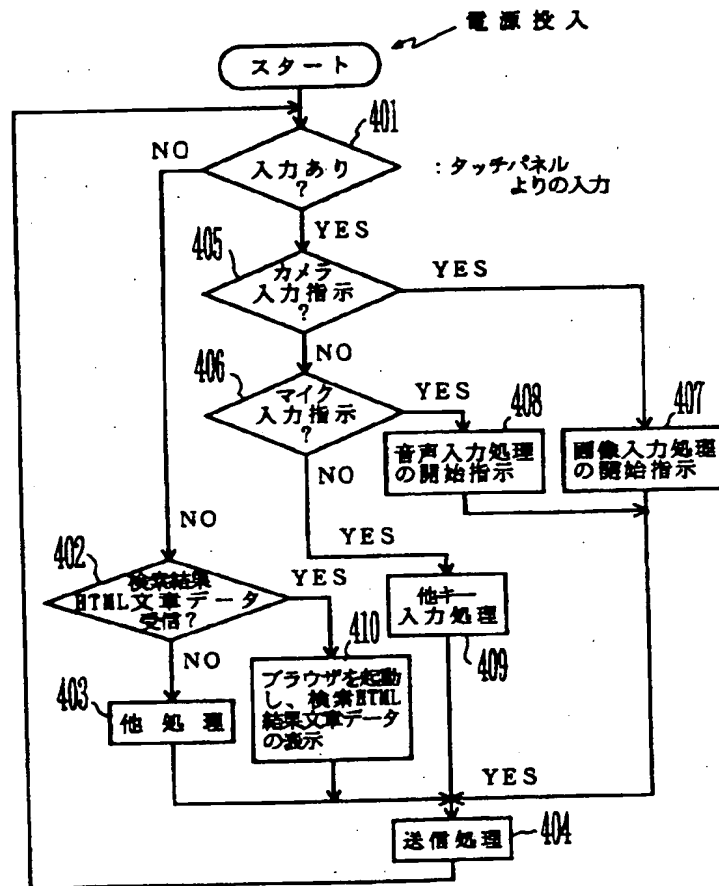 電源投入
スタート
401
NO
入力あり
?
:タッチパネル
よりの入力
YES
405
カメラ
入力指示
?
YES
NO
406
マイク
入力指示
?
YES
408
407
音声入力処理
の開始指示
画像入力処理
の開始指示
NO
NO
YES
402
検索結果
HTML文章データ
受信?
YES
他キー
入力処理
409
NO
410
403
他処理
ブラウザを起動
し、検索HTML
結果文章データ
の表示
YES
送信処理
404